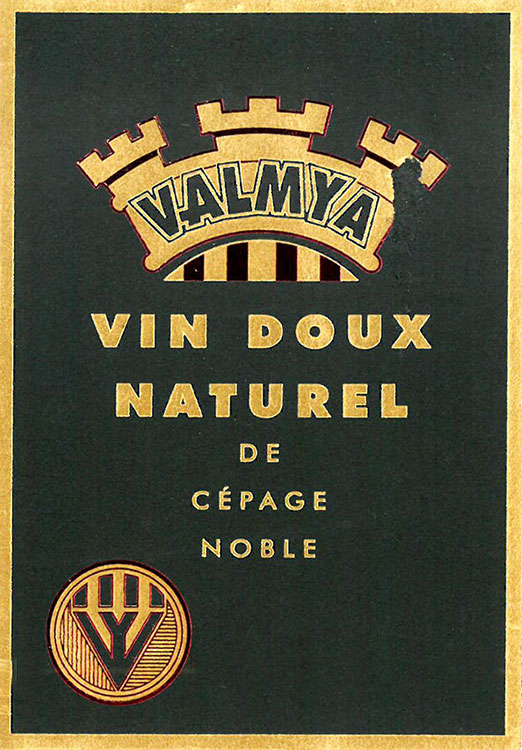 VALMYA
VIN DOUX
NATUREL
DE
CÉPAGE
NOBLE